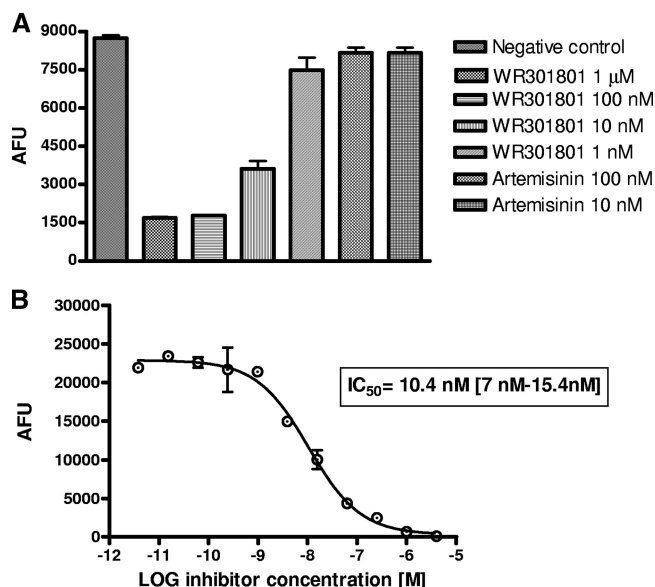 A
9000
7500
6000
4500
3000
1500
0
AFU
Negative control
WR301801 1 μM
WR301801 100 nM
WR301801 10 nM
WR301801 1 nM
Artemisinin 100 nM
Artemisinin 10 nM
B
30000
25000
20000
15000
10000
5000
0
AFU
IC50= 10.4 nM [7 nM-15.4nM]
-12 -11 -10 -9 -8 -7 -6 -5
LOG inhibitor concentration [M]